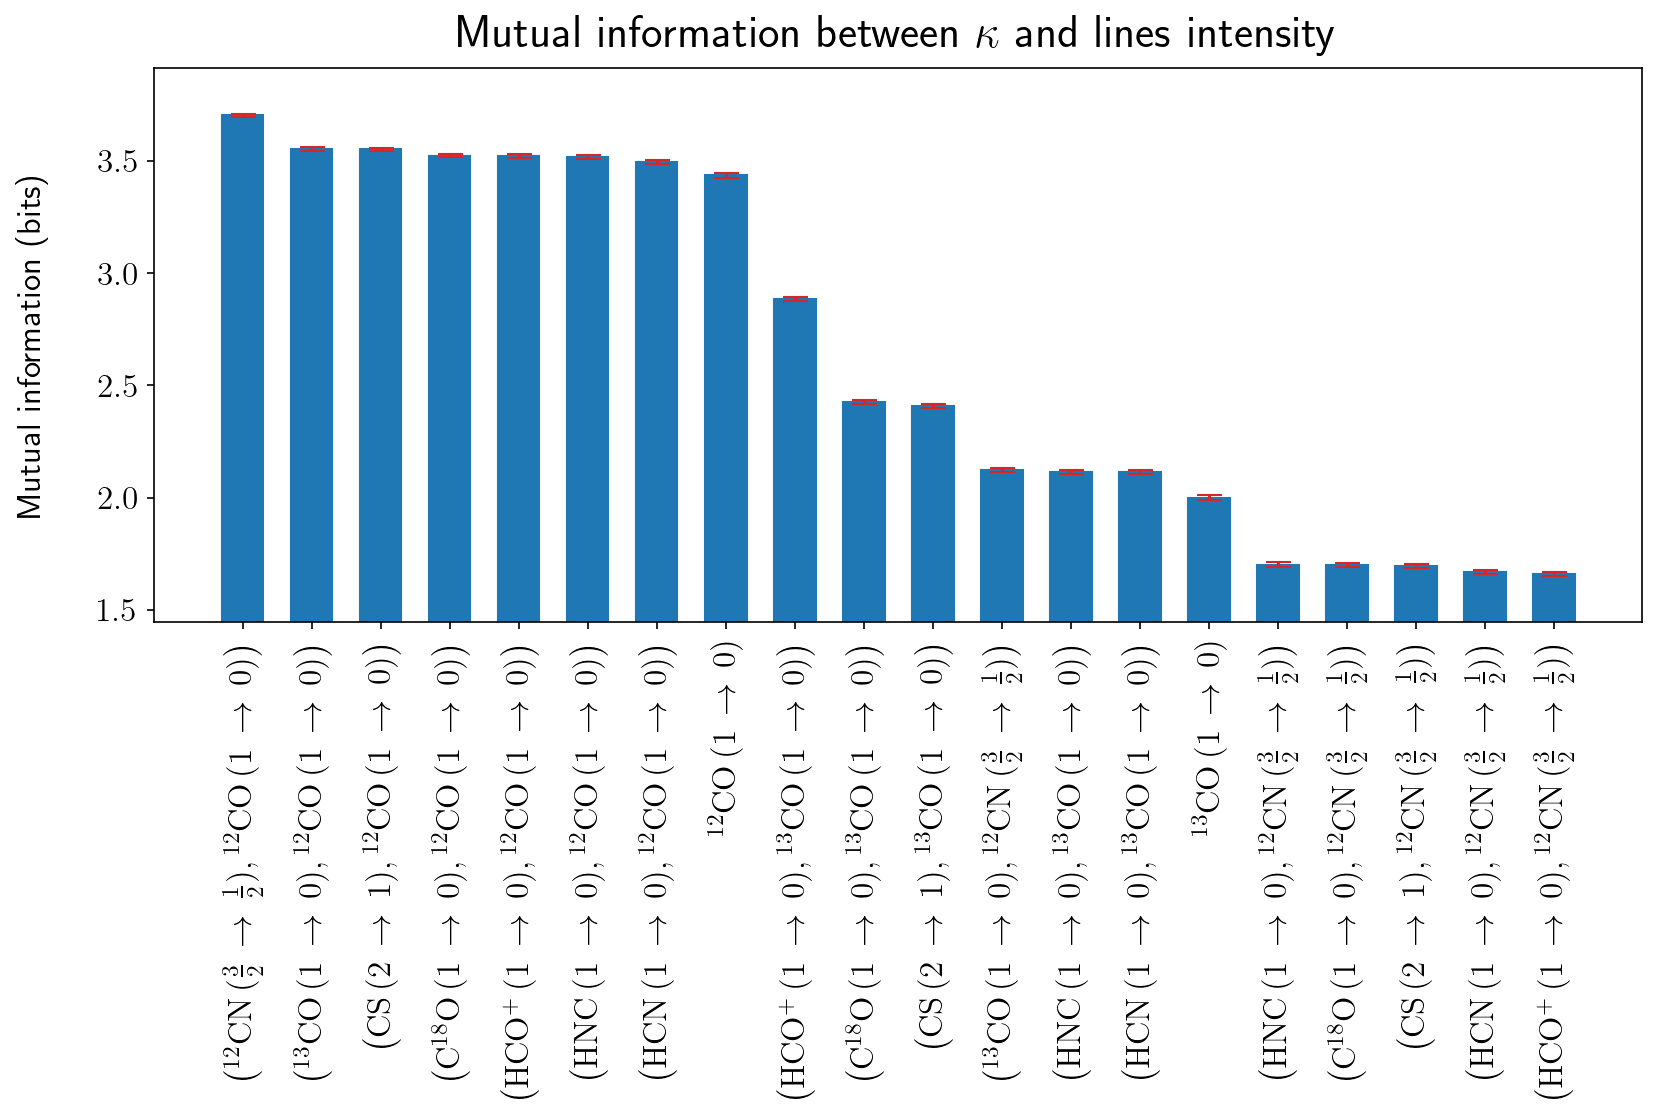 Mutual information between κ and lines intensity
Mutual information (bits)
3.5
3.0
2.5
2.0
1.5
(¹²CN (3/2 → 1/2), ¹²CO (1 → 0))
(¹³CO (1 → 0), ¹²CO (1 → 0))
(CS (2 → 1), ¹²CO (1 → 0))
(C¹⁸O (1 → 0), ¹²CO (1 → 0))
(HCO⁺ (1 → 0), ¹²CO (1 → 0))
(HNC (1 → 0), ¹²CO (1 → 0))
(HCN (1 → 0), ¹²CO (1 → 0))
¹²CO (1 → 0)
(HCO⁺ (1 → 0), ¹³CO (1 → 0))
(C¹⁸O (1 → 0), ¹³CO (1 → 0))
(CS (2 → 1), ¹³CO (1 → 0))
(¹³CO (1 → 0), ¹²CN (3/2 → 1/2))
(HNC (1 → 0), ¹³CO (1 → 0))
(HCN (1 → 0), ¹³CO (1 → 0))
¹³CO (1 → 0)
(HNC (1 → 0), ¹²CN (3/2 → 1/2))
(C¹⁸O (1 → 0), ¹²CN (3/2 → 1/2))
(CS (2 → 1), ¹²CN (3/2 → 1/2))
(HCN (1 → 0), ¹²CN (3/2 → 1/2))
(HCO⁺ (1 → 0), ¹²CN (3/2 → 1/2))